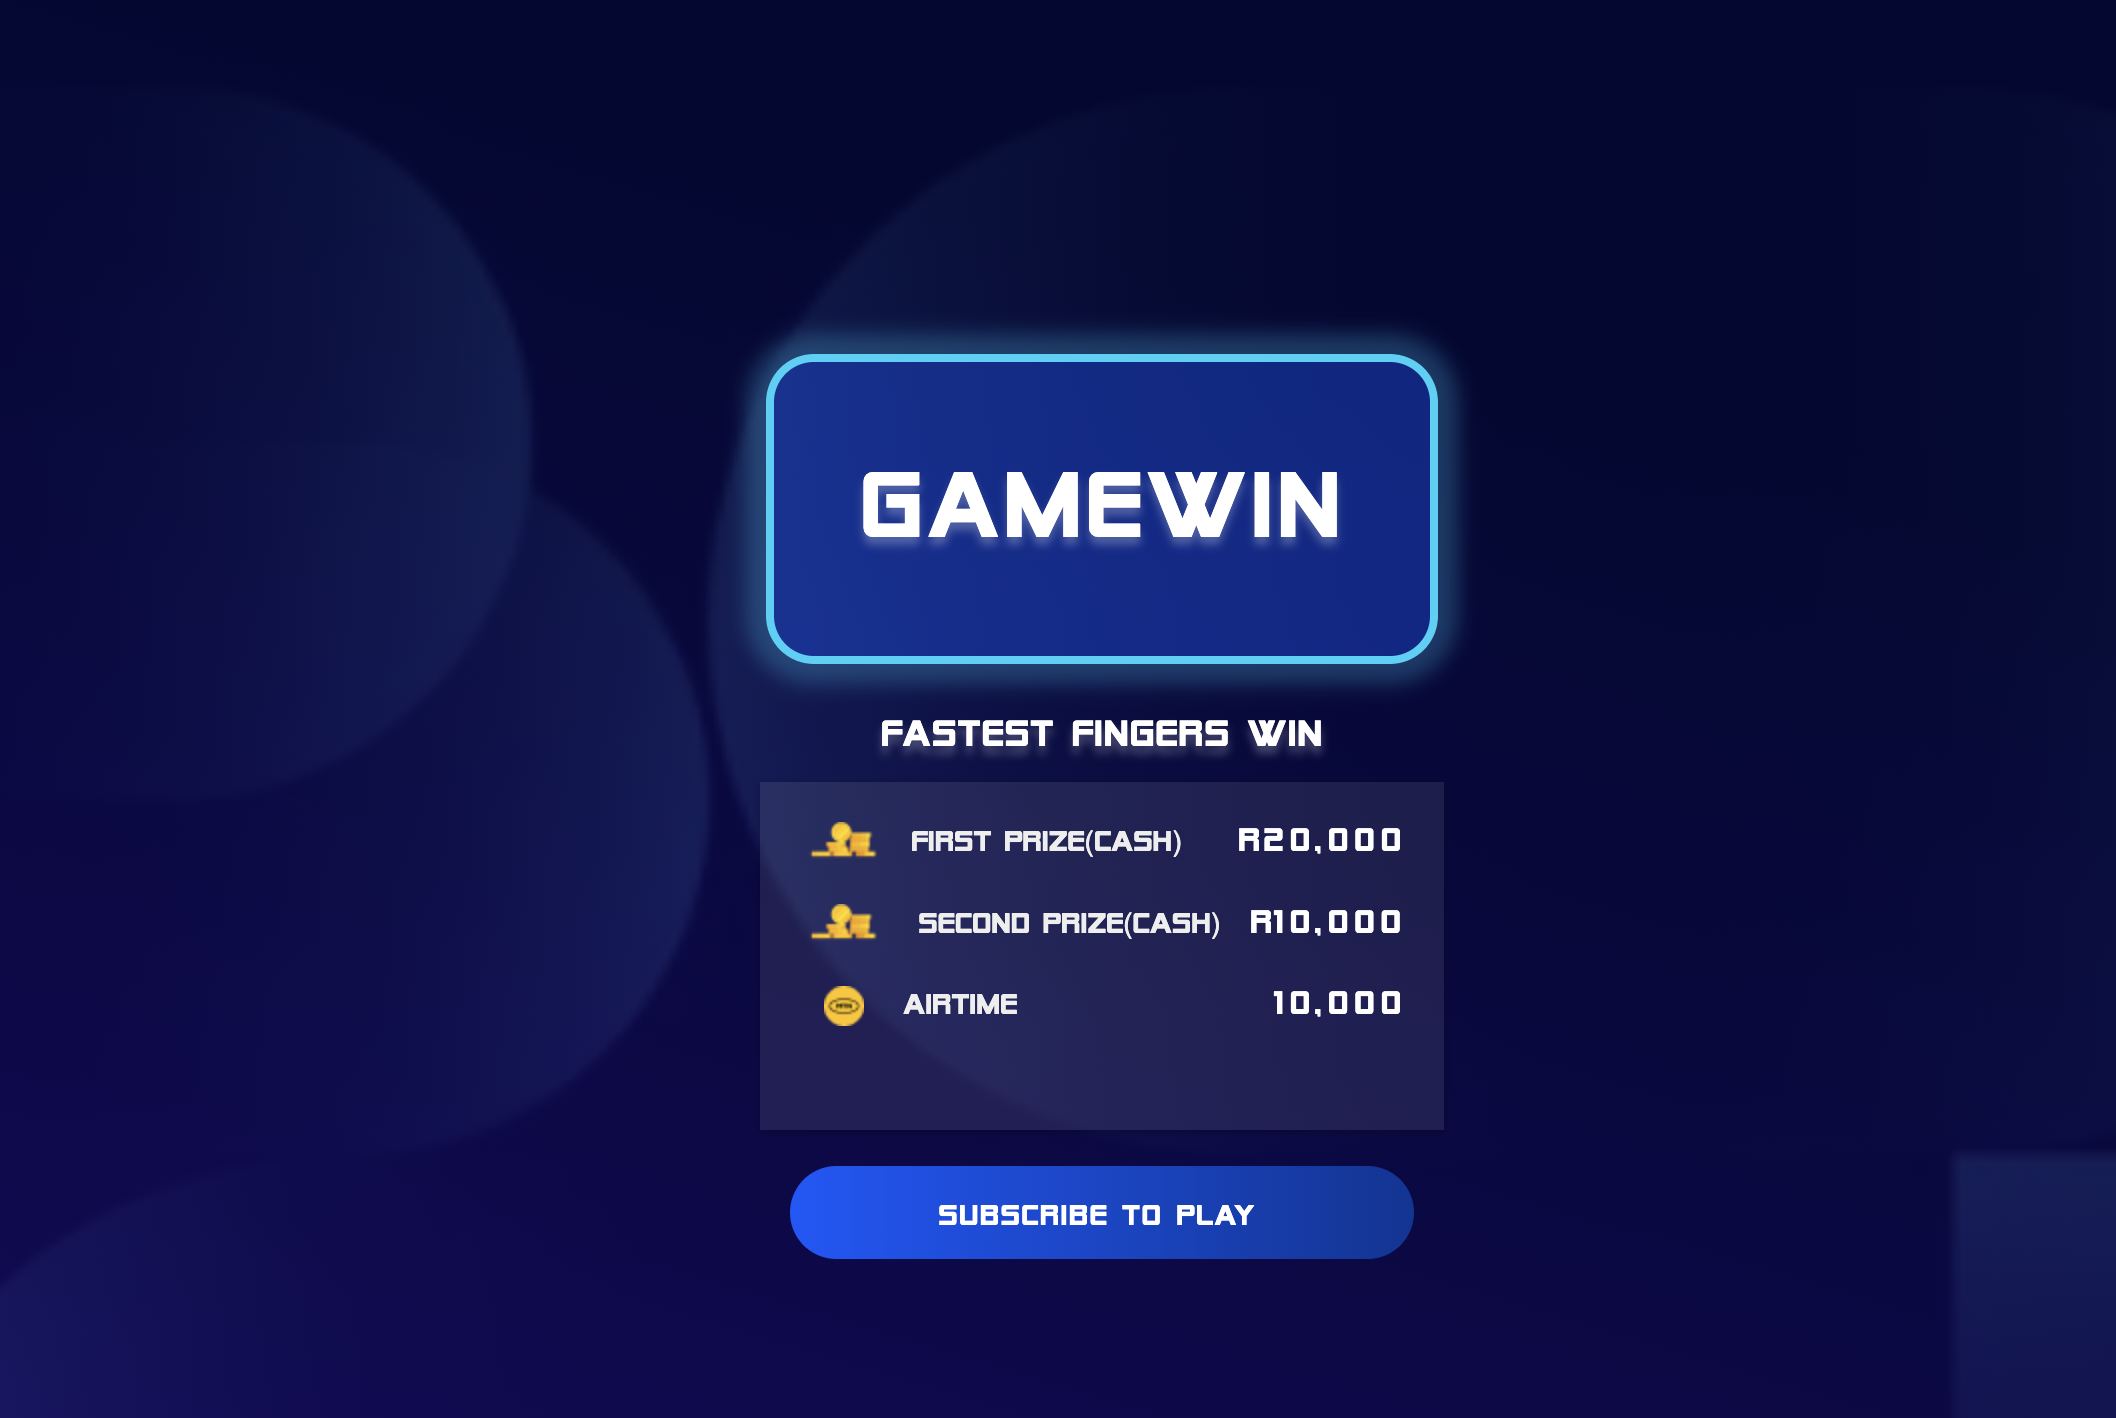 GAMEWIN
FASTEST FINGERS WIN
FIRST PRIZE(CASH) R20,000
SECOND PRIZE(CASH) R10,000
AIRTIME 10,000
SUBSCRIBE TO PLAY